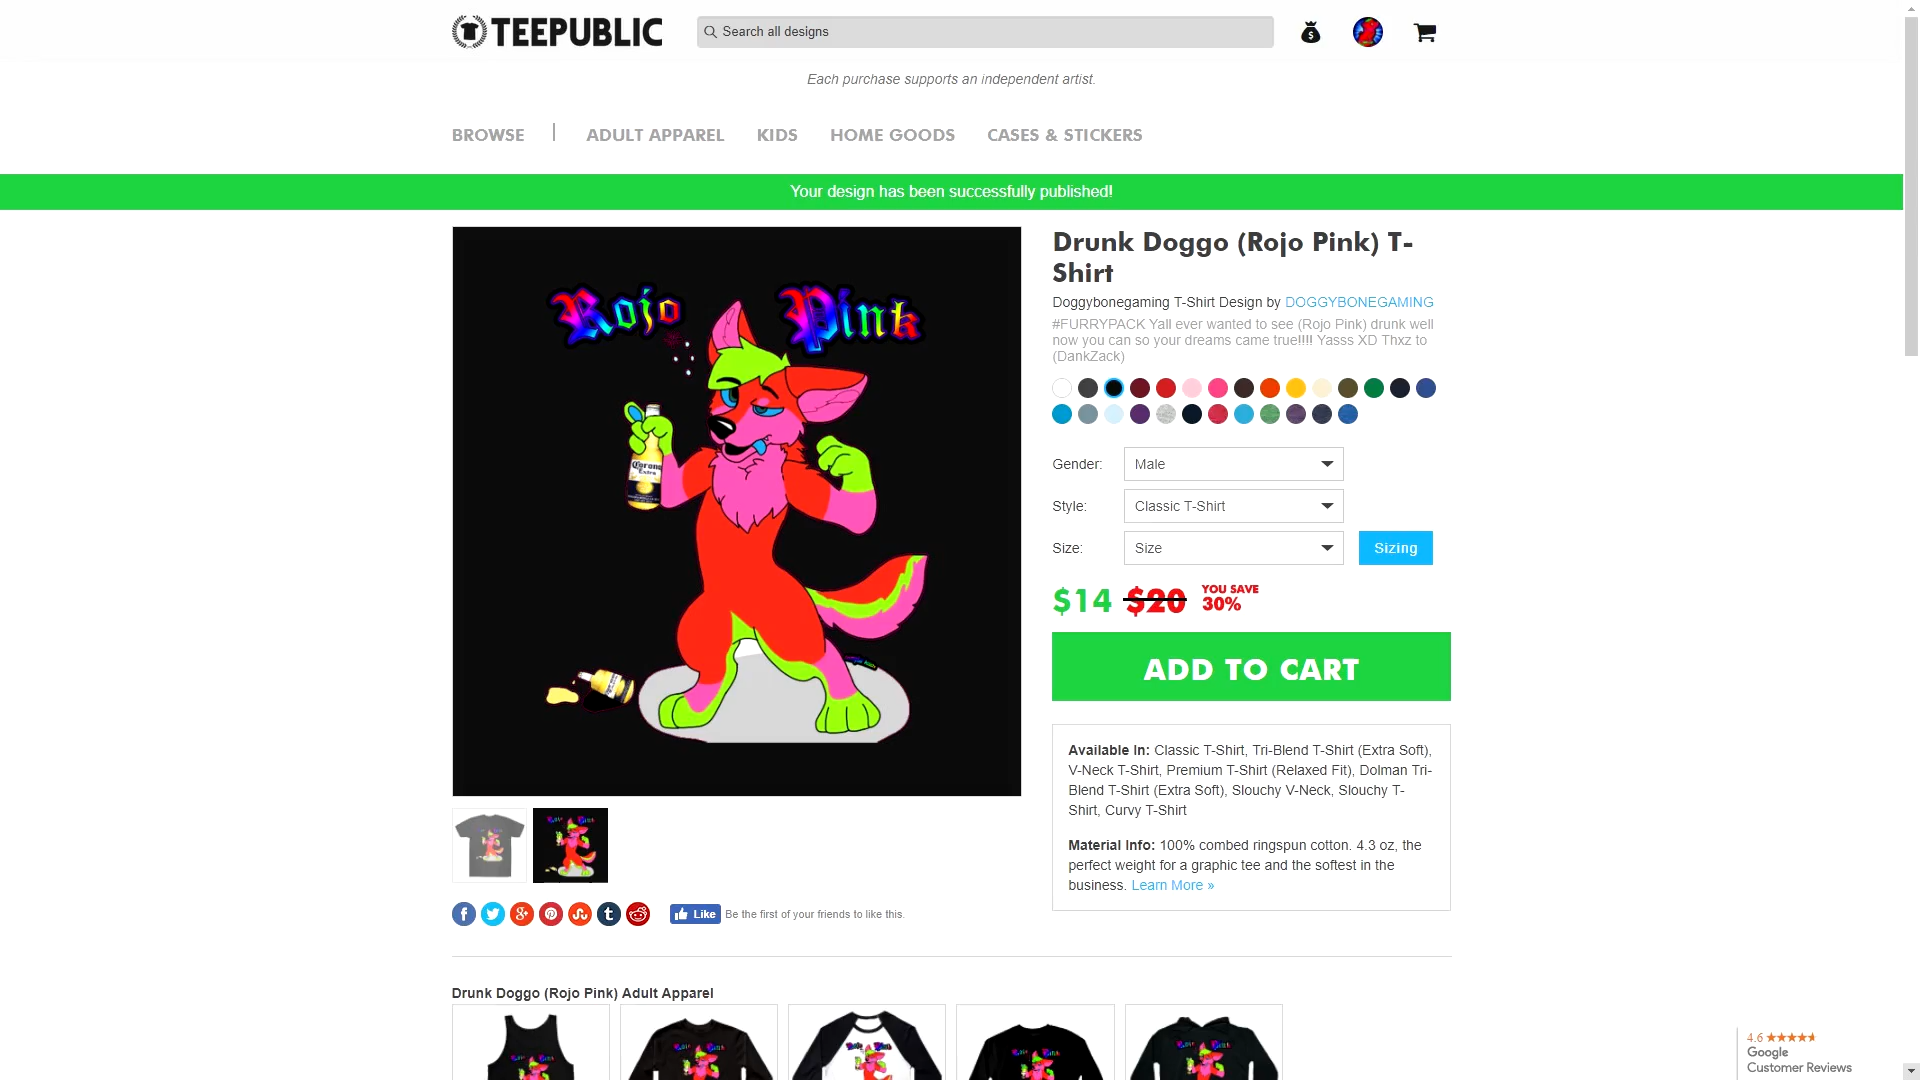 TEEPUBLIC
Search all designs
$
Each purchase supports an independent artist.
BROWSE
ADULT APPAREL
KIDS
HOME GOODS
CASES & STICKERS
Your design has been successfully published!
Rojo Pink
Corona
Extra
Drunk Doggo (Rojo Pink) T-
Shirt
Doggybonegaming T-Shirt Design by DOGGYBONEGAMING
#FURRYPACK Yall ever wanted to see (Rojo Pink) drunk well
now you can so your dreams came true!!!! Yasss XD Thxz to
(DankZack)
Gender: Male
Style: Classic T-Shirt
Size: Size Sizing
$14 $20 YOU SAVE
30%
ADD TO CART
Available In: Classic T-Shirt, Tri-Blend T-Shirt (Extra Soft),
V-Neck T-Shirt, Premium T-Shirt (Relaxed Fit), Dolman Tri-
Blend T-Shirt (Extra Soft), Slouchy V-Neck, Slouchy T-
Shirt, Curvy T-Shirt
Material Info: 100% combed ringspun cotton. 4.3 oz, the
perfect weight for a graphic tee and the softest in the
business. Learn More »
Like Be the first of your friends to like this.
Drunk Doggo (Rojo Pink) Adult Apparel
4.6
Google
Customer Reviews